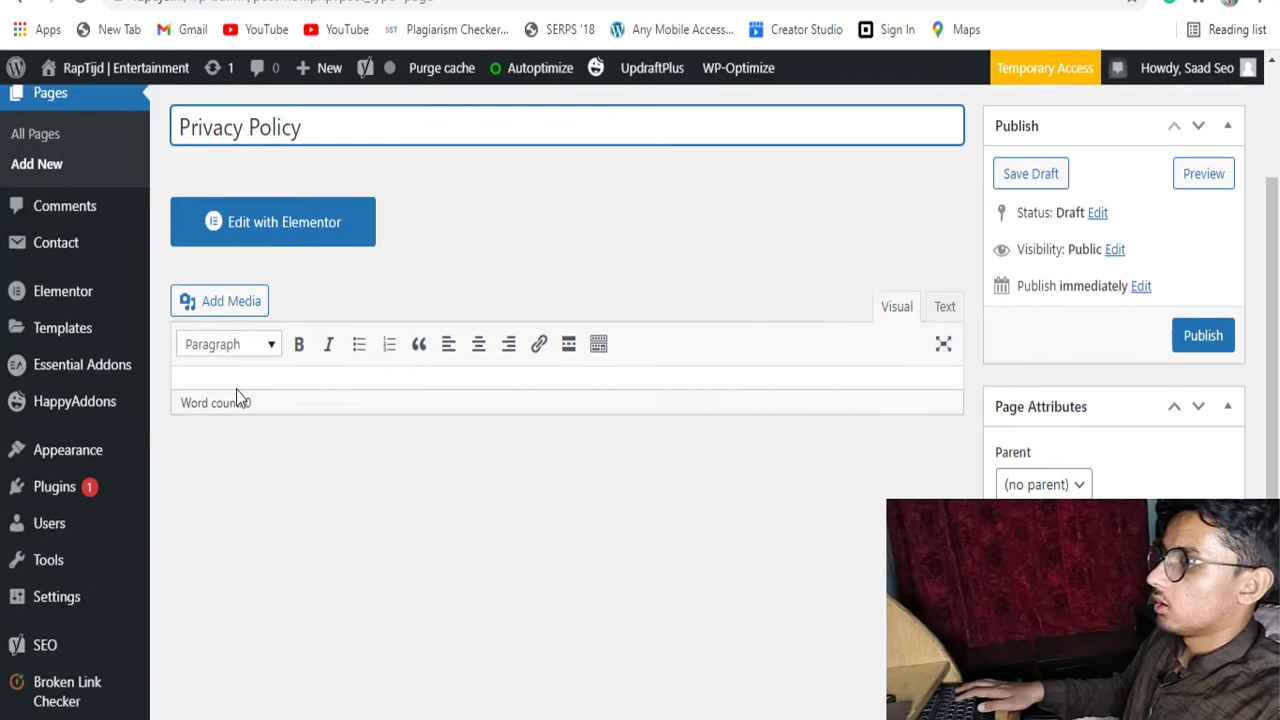 Apps
New Tab
Gmail
YouTube
YouTube
SST
Plagiarism Checker...
SERPS '18
Any Mobile Access...
Creator Studio
Sign In
Maps
Reading list
RapTijd | Entertainment
1
0
New
Purge cache
Autoptimize
UpdraftPlus
WP-Optimize
Temporary Access
Howdy, Saad Seo
Pages
All Pages
Add New
Comments
Contact
Elementor
Templates
Essential Addons
HappyAddons
Appearance
Plugins 1
Users
Tools
Settings
SEO
Broken Link
Checker
Privacy Policy
Edit with Elementor
Add Media
Visual
Text
Paragraph
B
I
Word coun
Publish
Save Draft
Preview
Status: Draft Edit
Visibility: Public Edit
Publish immediately Edit
Publish
Page Attributes
Parent
(no parent)